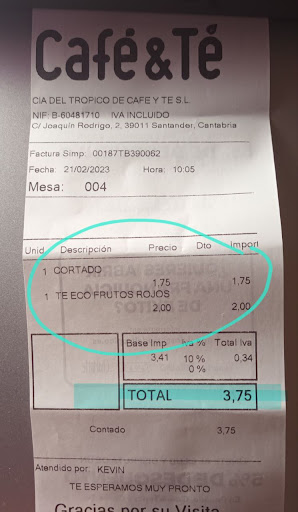 Café&Té
CIA DEL TROPICO DE CAFE Y TE S.L.
NIF: B-60481710 IVA INCLUIDO
C/ Joaquín Rodrigo, 2, 39011 Santander, Cantabria
Factura Simp: 00187TB390062
Fecha: 21/02/2023 Hora: 10:05
Mesa: 004
Unid Descripción Precio Dto Import
1 CORTADO
1,75 1,75
1 TE ECO FRUTOS ROJOS
2,00 2,00
Base Imp % Total Iva
3,41 10 % 0.34
0 %
TOTAL 3,75
Contado 3,75
Atendido por: KEVIN
TE ESPERAMOS MUY PRONTO
Gracias por su Visita